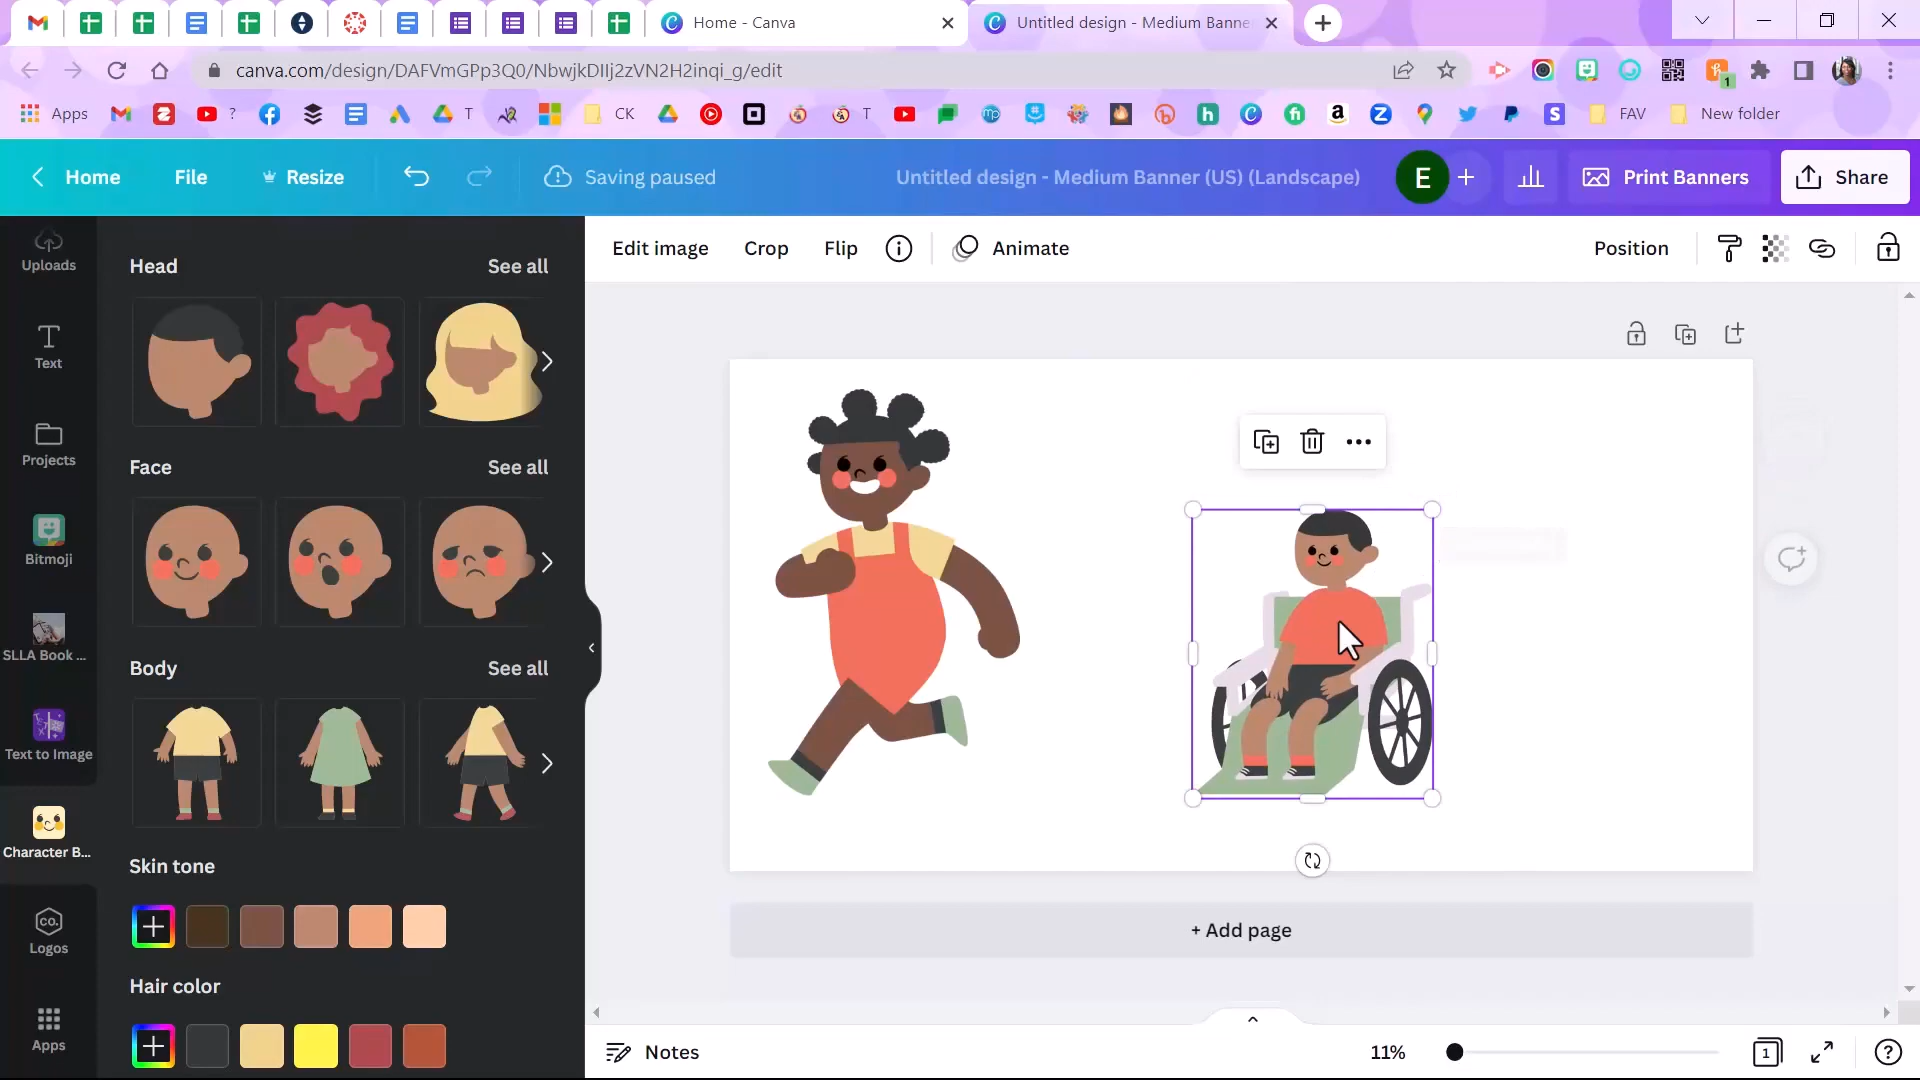 Home - Canva
Untitled design - Medium Banne
canva.com/design/DAFVmGPp3Q0/NbwjkDIIj2zVN2H2inqi_g/edit
1
Apps
?
T
CK
T
FAV
New folder
Home
File
Resize
Saving paused
Untitled design - Medium Banner (US) (Landscape)
E
Print Banners
Share
Uploads
Text
Projects
Bitmoji
SLLA Book ...
Text to Image
Character B...
co.
Logos
Apps
Head
See all
Face
See all
Body
See all
Skin tone
Hair color
Edit image
Crop
Flip
Animate
Position
+ Add page
Notes
11%
1